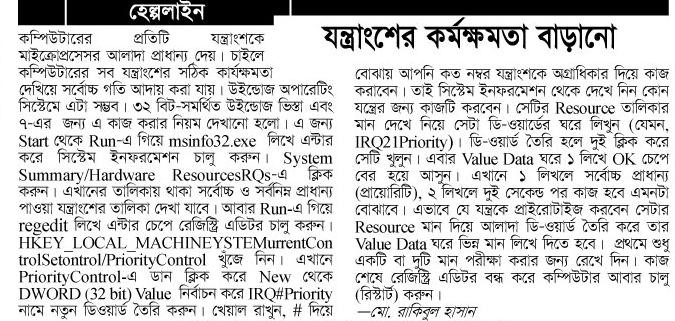 হেল্পলাইন
যন্ত্রাংশের কর্মক্ষমতা বাড়ানো
কম্পিউটারের প্রতিটি যন্ত্রাংশকে
মাইক্রোপ্রসেসর আলাদা প্রাধান্য দেয়। চাইলে
কম্পিউটারের সব যন্ত্রাংশের সঠিক কার্যক্ষমতা
দেখিয়ে সর্বোচ্চ গতি আদায় করা যায়। উইন্ডোজ অপারেটিং
সিস্টেমে এটা সম্ভব। ৩২ বিট-সমর্থিত উইন্ডোজ ভিস্তা এবং
৭-এর জন্য এ কাজ করার নিয়ম দেখানো হলো। এ জন্য
Start থেকে Run-এ গিয়ে msinfo32.exe লিখে এন্টার
করে সিস্টেম ইনফরমেশন চালু করুন। System
Summary/Hardware ResourcesRQs-এ ক্লিক
করুন। এখানের তালিকায় থাকা সর্বোচ্চ ও সর্বনিম্ন প্রাধান্য
পাওয়া যন্ত্রাংশের তালিকা দেখা যাবে। আবার Run-এ গিয়ে
regedit লিখে এন্টার চেপে রেজিস্ট্রি এডিটর চালু করুন।
HKEY_LOCAL_MACHINEYSTEMurrentCon
trolSetontrol/PriorityControl খুঁজে নিন। এখানে
PriorityControl-এ ডান ক্লিক করে New থেকে
DWORD (32 bit) Value নির্বাচন করে IRQ#Priority
নামে নতুন ডিওয়ার্ড তৈরি করুন। খেয়াল রাখুন, # দিয়ে
বোঝায় আপনি কত নম্বর যন্ত্রাংশকে অগ্রাধিকার দিয়ে কাজ
করাবেন। তাই সিস্টেম ইনফরমেশন থেকে দেখে নিন কোন
যন্ত্রের জন্য কাজটি করবেন। সেটির Resource তালিকার
মান দেখে নিয়ে সেটা ডি-ওয়ার্ডের ঘরে লিখুন (যেমন,
IRQ21Priority)। ডি-ওয়ার্ড তৈরি হলে দুই ক্লিক করে
সেটি খুলুন। এবার Value Data ঘরে ১ লিখে OK চেপে
বের হয়ে আসুন। এখানে ১ লিখলে সর্বোচ্চ প্রাধান্য
(প্রায়োরিটি), ২ লিখলে দুই সেকেন্ড পর কাজ হবে এমনটা
বোঝাবে। এভাবে যে যন্ত্রকে প্রাইরোটাইজ করবেন সেটার
Resource মান দিয়ে আলাদা ডি-ওয়ার্ড তৈরি করে তার
Value Data ঘরে ভিন্ন মান লিখে দিতে হবে। প্রথমে শুধু
একটি বা দুটি মান পরীক্ষা করার জন্য রেখে দিন। কাজ
শেষে রেজিস্ট্রি এডিটর বন্ধ করে কম্পিউটার আবার চালু
(রিস্টার্ট) করুন।
—মো. রাকিবুল হাসান